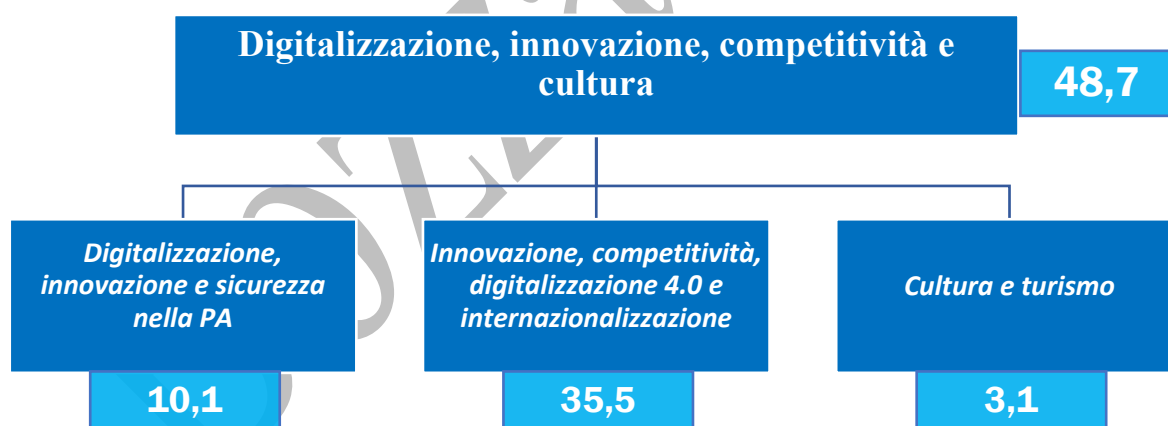 Digitalizzazione, innovazione, competitività e
cultura
48,7
Digitalizzazione,
innovazione e sicurezza
nella PA
10,1
Innovazione, competitività,
digitalizzazione 4.0 e
internazionalizzazione
35,5
Cultura e turismo
3,1